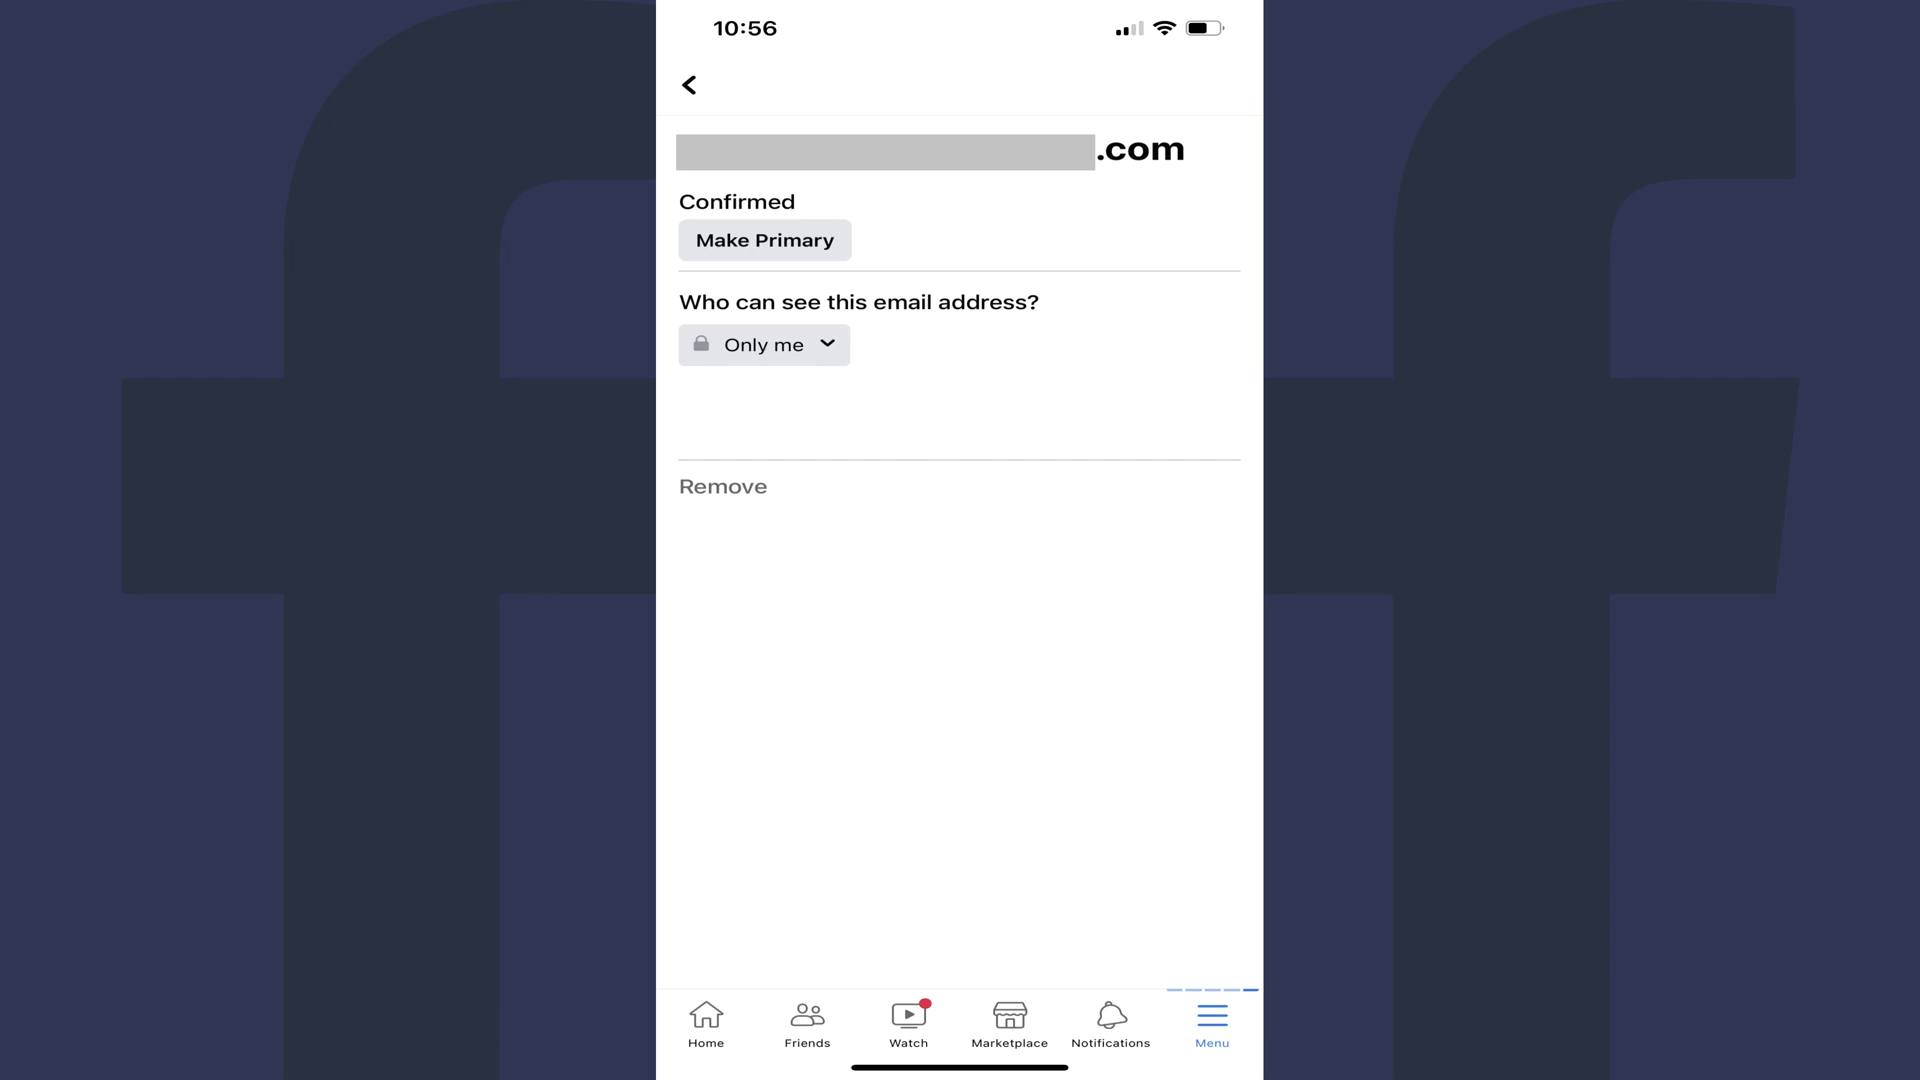 10:56
.com
Confirmed
Make Primary
Who can see this email address?
Only me
Remove
Home Friends Watch Marketplace Notifications Menu